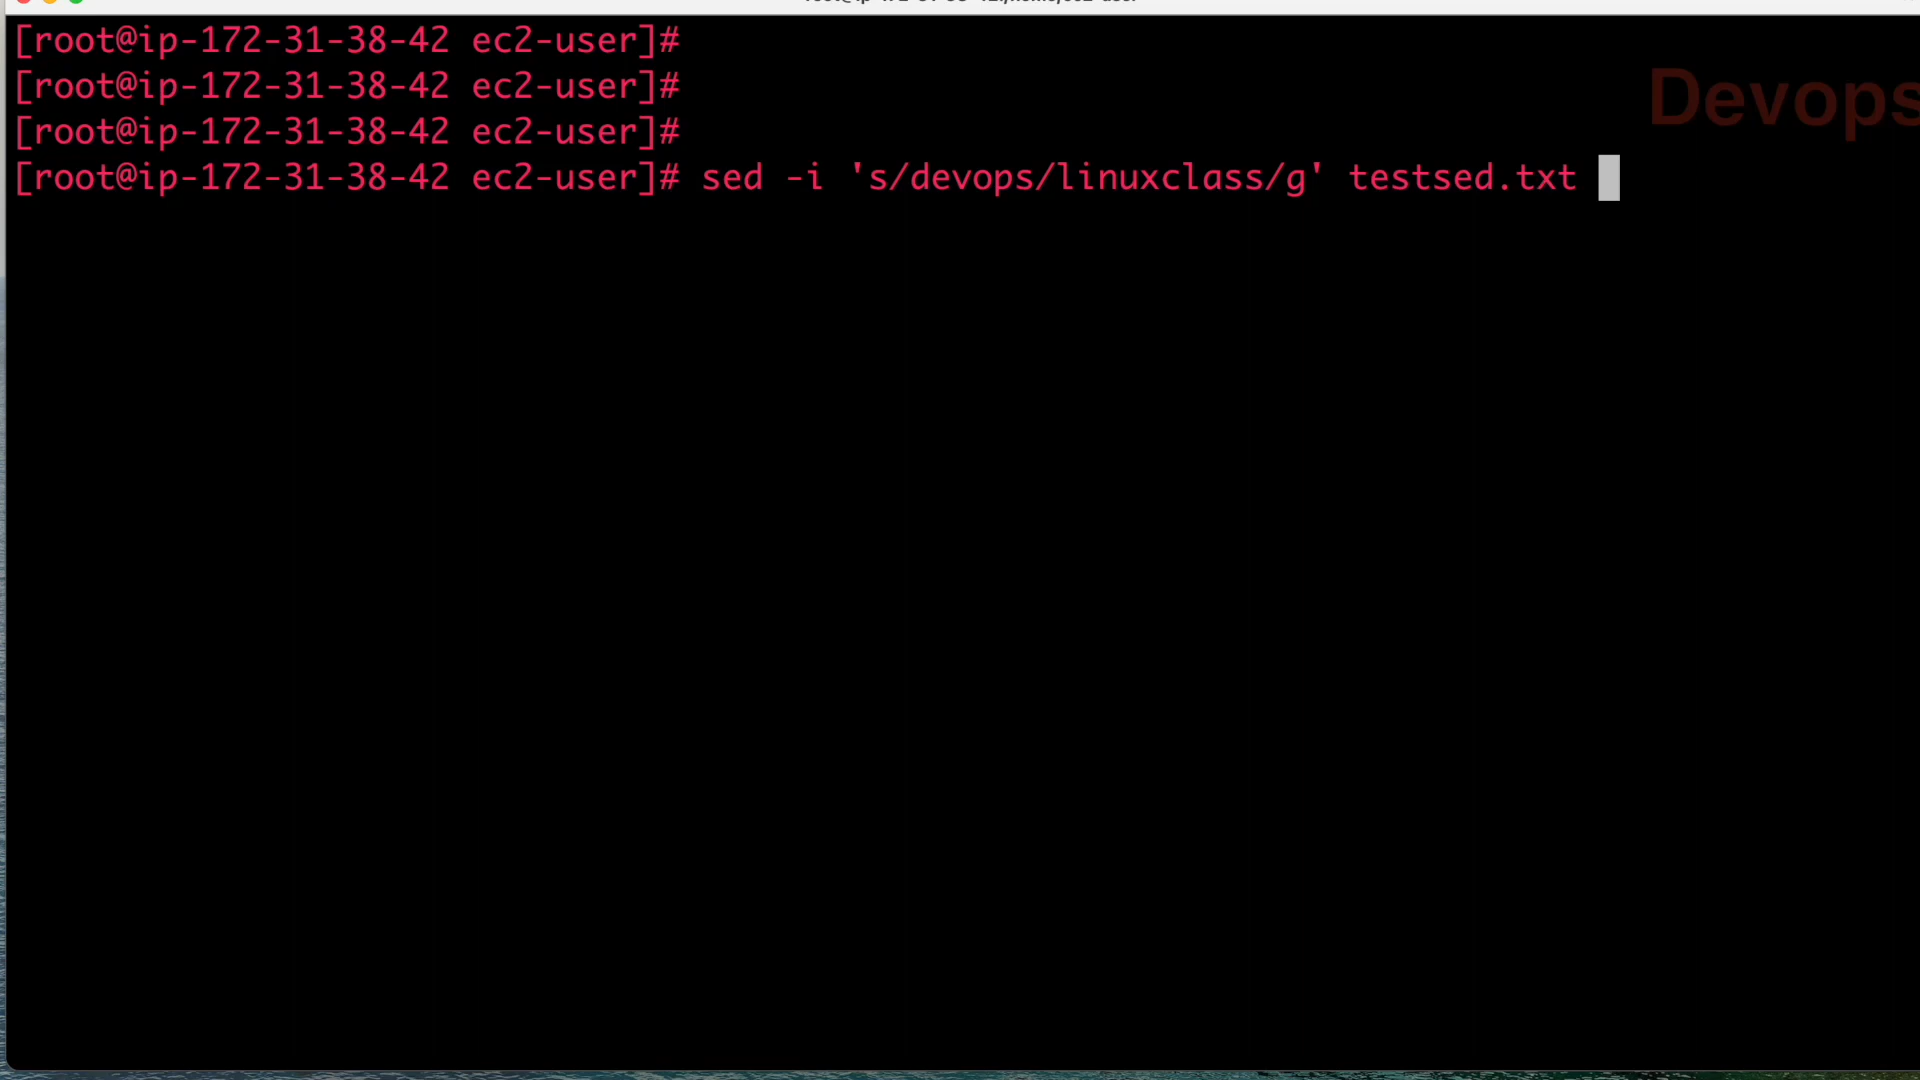 [root@ip-172-31-38-42 ec2-user]#
[root@ip-172-31-38-42 ec2-user]#
Devops
[root@ip-172-31-38-42 ec2-user]#
[root@ip-172-31-38-42 ec2-user]# sed -i 's/devops/linuxclass/g' testsed.txt